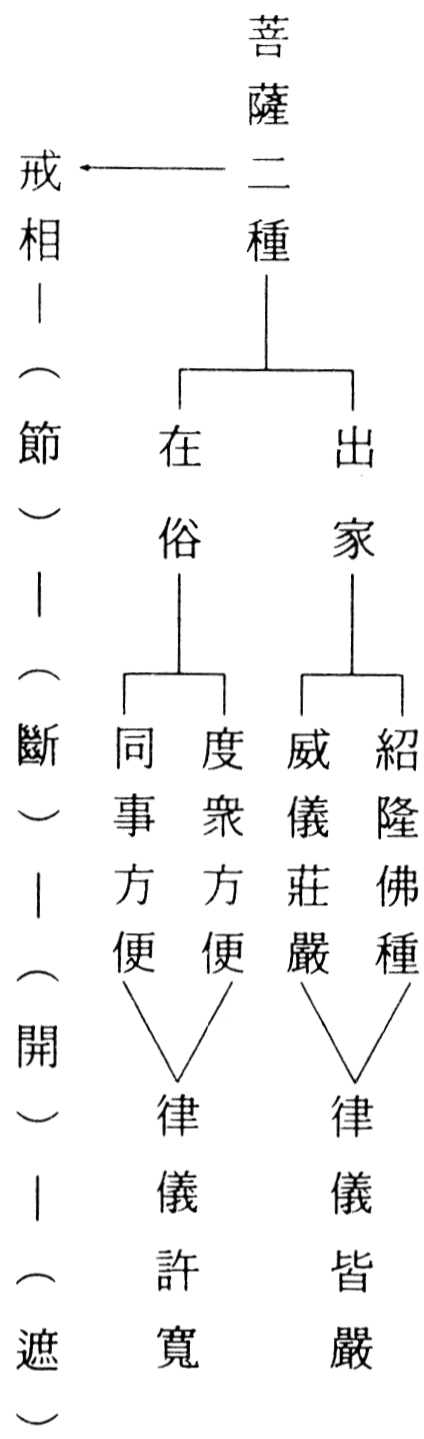 菩薩二種
出家
紹隆佛種
威儀莊嚴
律儀皆嚴
在俗
度眾方便
同事方便
律儀許寬
戒相—（節）—（斷）—（開）—（遮）